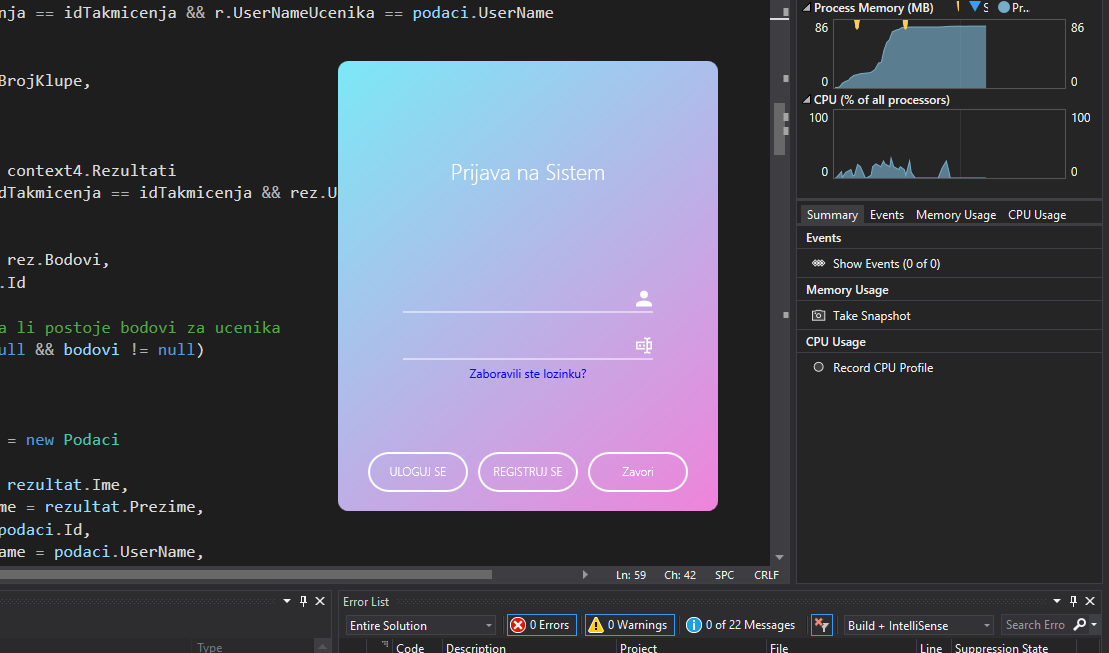 nja == idTakmicenja && r.UserNameUcenika == podaci.UserName
BrojKlupe,
context4.Rezultati
dTakmicenja == idTakmicenja && rez.U
rez.Bodovi,
.Id
a li postoje bodovi za ucenika
ull && bodovi != null)
= new Podaci
rezultat.Ime,
me = rezultat.Prezime,
podaci.Id,
ame = podaci.UserName,
Prijava na Sistem
Zaboravili ste lozinku?
ULOGUJ SE
REGISTRUJ SE
Zavori
Process Memory (MB)
S
Pr...
86
86
0
0
CPU (% of all processors)
100
100
0
0
Summary
Events
Memory Usage
CPU Usage
Events
Show Events (0 of 0)
Memory Usage
Take Snapshot
CPU Usage
Record CPU Profile
Ln: 59
Ch: 42
SPC
CRLF
Type
Error List
Entire Solution
0 Errors
0 Warnings
0 of 22 Messages
Build + IntelliSense
Search Erro
Code
Description
Project
File
Line
Suppression State